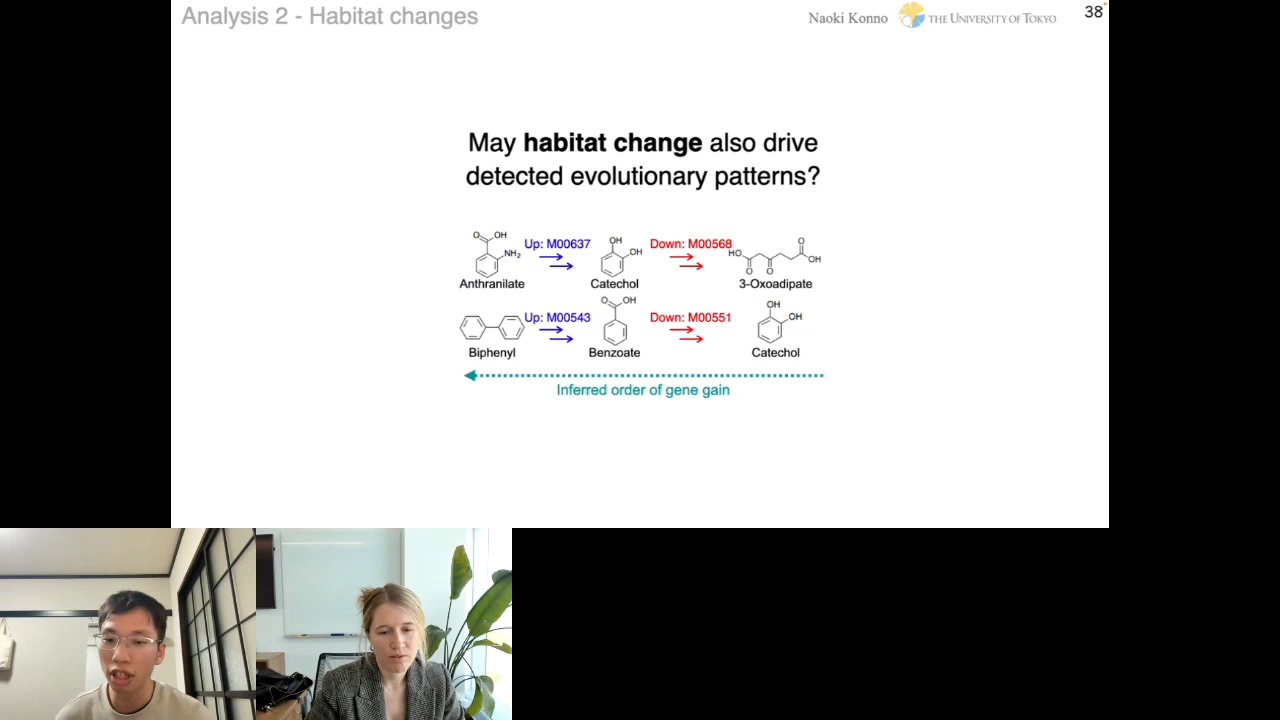 Analysis 2 - Habitat changes
Naoki Konno THE UNIVERSITY OF TOKYO 38
May habitat change also drive
detected evolutionary patterns?
O OH
NH2
Anthranilate
Up: M00637
OH
OH
Catechol
Down: M00568
HO O O O OH
3-Oxoadipate
Biphenyl
Up: M00543
O OH
Benzoate
Down: M00551
OH
OH
Catechol
Inferred order of gene gain